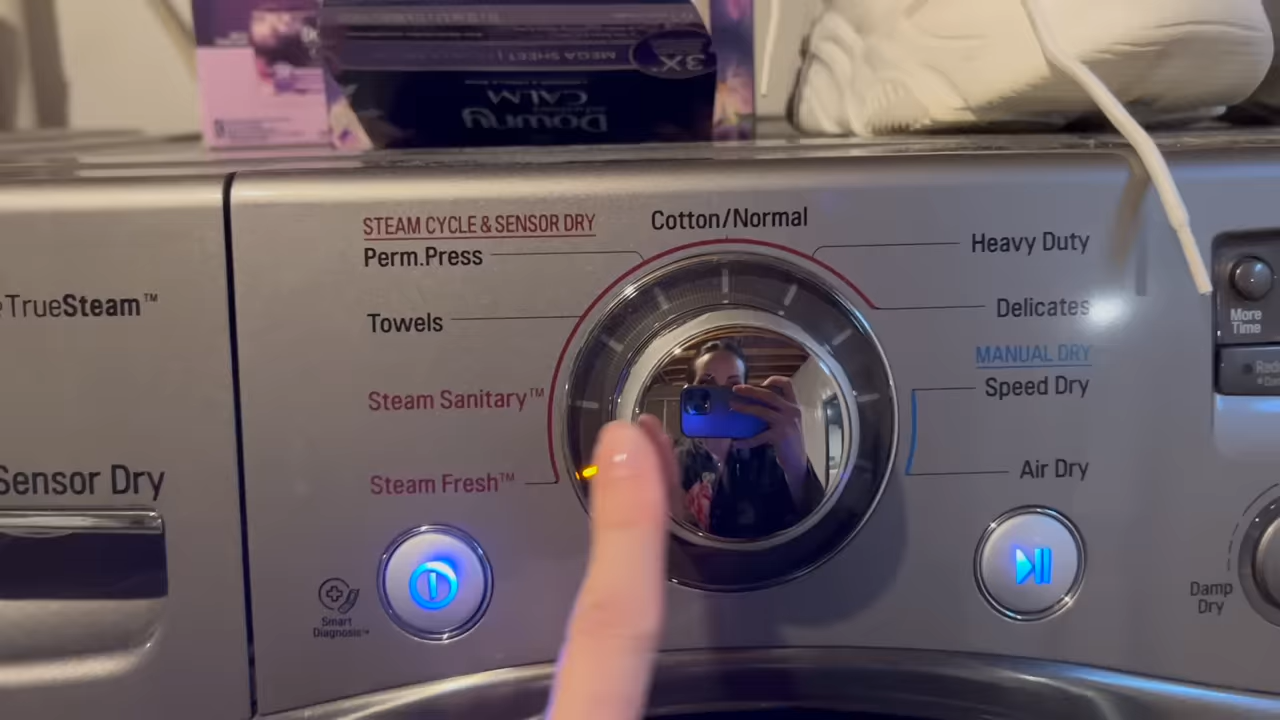 3X
MEGA SHEET
Downy
CALM
STEAM CYCLE & SENSOR DRY
Cotton/Normal
Perm.Press
Heavy Duty
TrueSteam™
Towels
Delicates
More
Time
MANUAL DRY
Steam Sanitary™
Speed Dry
Sensor Dry
Steam Fresh™
Air Dry
Smart
Diagnosis™
Damp
Dry